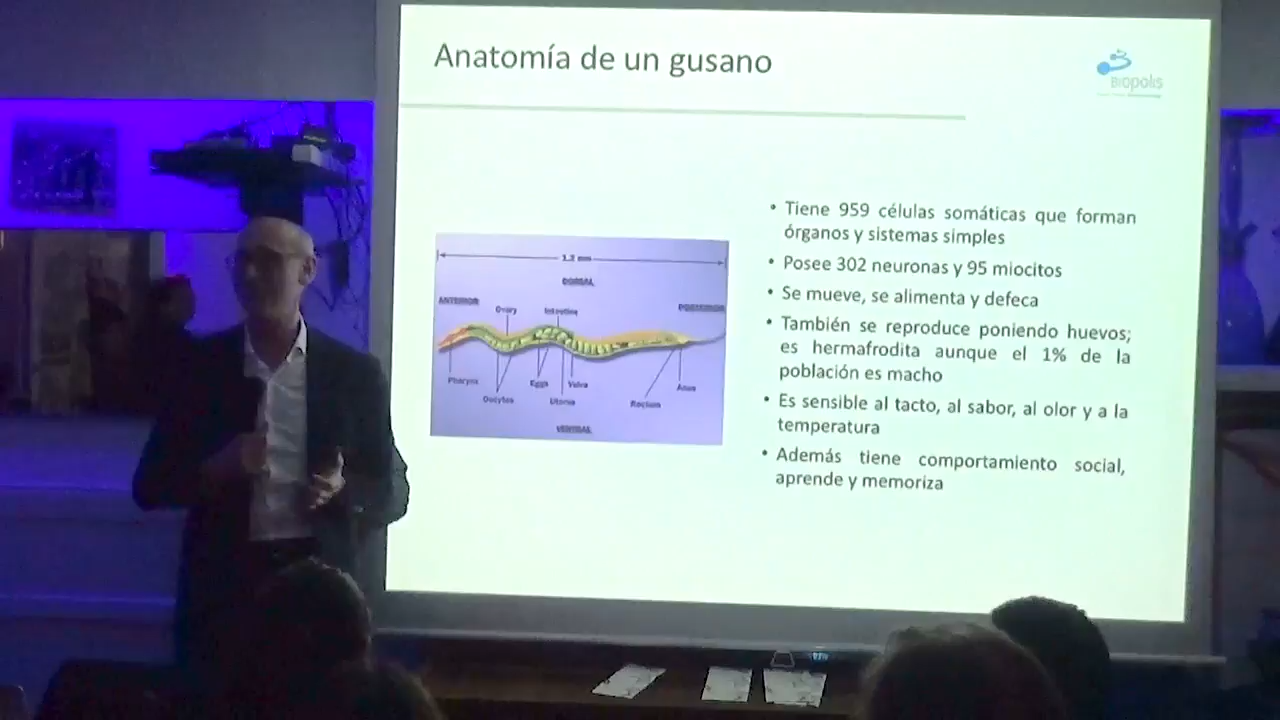 Anatomía de un gusano
Biopolis
Tiene 959 células somáticas que forman
órganos y sistemas simples
Posee 302 neuronas y 95 miocitos
Se mueve, se alimenta y defeca
También se reproduce poniendo huevos;
es hermafrodita aunque el 1% de la
población es macho
Es sensible al tacto, al sabor, al olor y a la
temperatura
Además tiene comportamiento social,
aprende y memoriza
DORSAL
ANTERIOR
POSTERIOR
Ovary
Intestine
Pharynx
Oocytes
Eggs
Vulva
Uterus
Rectum
Anus
VENTRAL